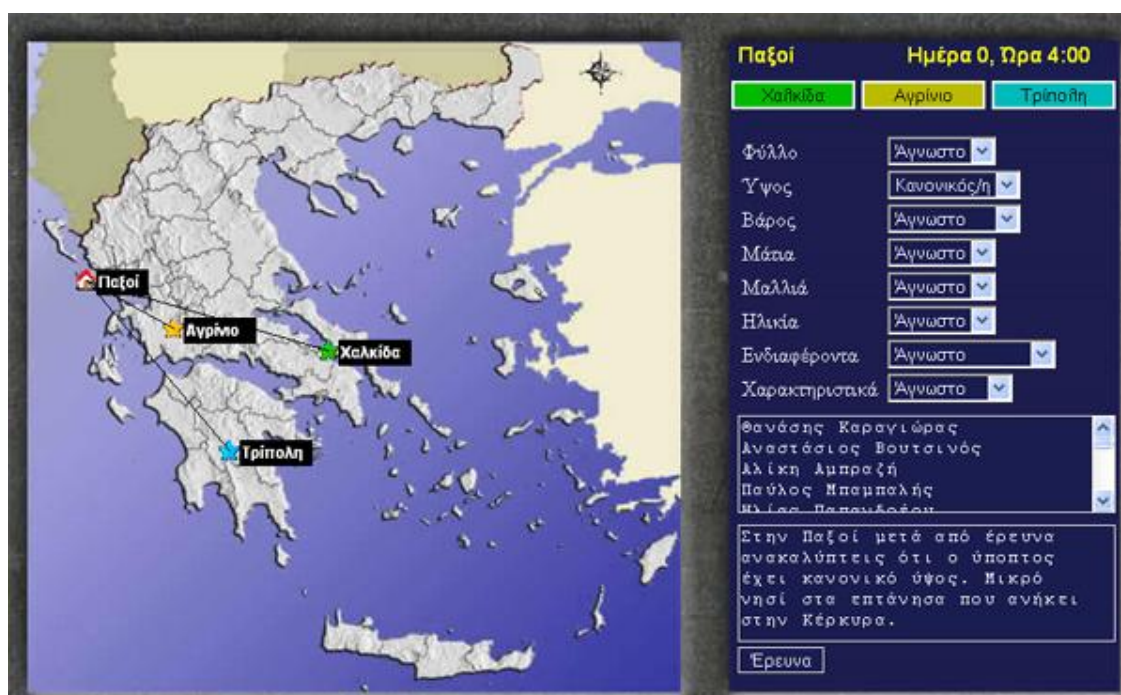 Παξοί
Αγρίνιο
Χαλκίδα
Τρίπολη
Παξοί Ημέρα 0, Ώρα 4:00
Χαλκίδα Αγρίνιο Τρίπολη
Φύλλο Άγνωστο
Ύψος Κανονικός/η
Βάρος Άγνωστο
Μάτια Άγνωστο
Μαλλιά Άγνωστο
Ηλικία Άγνωστο
Ενδιαφέροντα Άγνωστο
Χαρακτηριστικά Άγνωστο
Θανάσης Καραγιώρας
Αναστάσιος Βουτσινός
Αλίκη Αμπραζή
Παύλος Μπαμπαλής
Στην Παξοί μετά από έρευνα
ανακαλύπτεις ότι ο ύποπτος
έχει κανονικό ύψος. Μικρό
νησί στα επτάνησα που ανήκει
στην Κέρκυρα.
Έρευνα